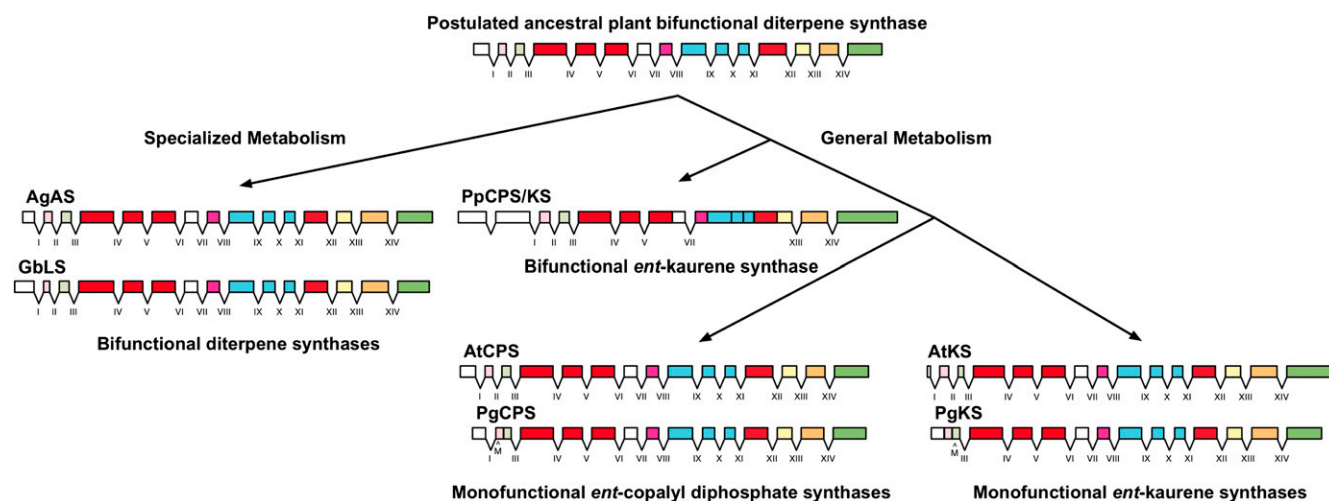 Postulated ancestral plant bifunctional diterpene synthase
I II III IV V VI VII VIII IX X XI XII XIII XIV
Specialized Metabolism
General Metabolism
AgAS
I II III IV V VI VII VIII IX X XI XII XIII XIV
PpCPS/KS
I II III IV V VII XIII XIV
Bifunctional ent-kaurene synthase
GbLS
I II III IV V VI VII VIII IX X XI XII XIII XIV
Bifunctional diterpene synthases
AtCPS
I II III IV V VI VII VIII IX X XI XII XIII XIV
AtKS
I II III IV V VI VII VIII IX X XI XII XIII XIV
PgCPS
I ^ M III IV V VI VII VIII IX X XI XII XIII XIV
PgKS
^ M III IV V VI VII VIII IX X XI XII XIII XIV
Monofunctional ent-copalyl diphosphate synthases
Monofunctional ent-kaurene synthases